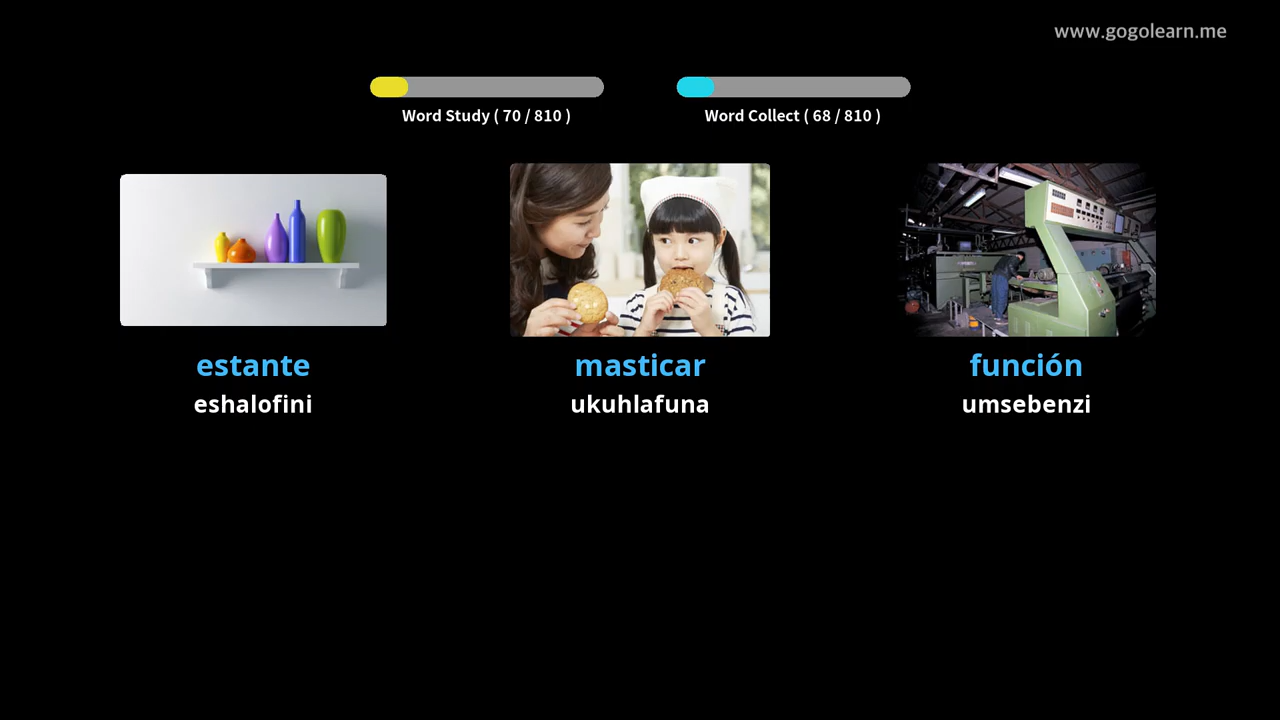 www.gogolearn.me
Word Study ( 70 / 810 )
Word Collect ( 68 / 810 )
estante
eshalofini
masticar
ukuhlafuna
función
umsebenzi